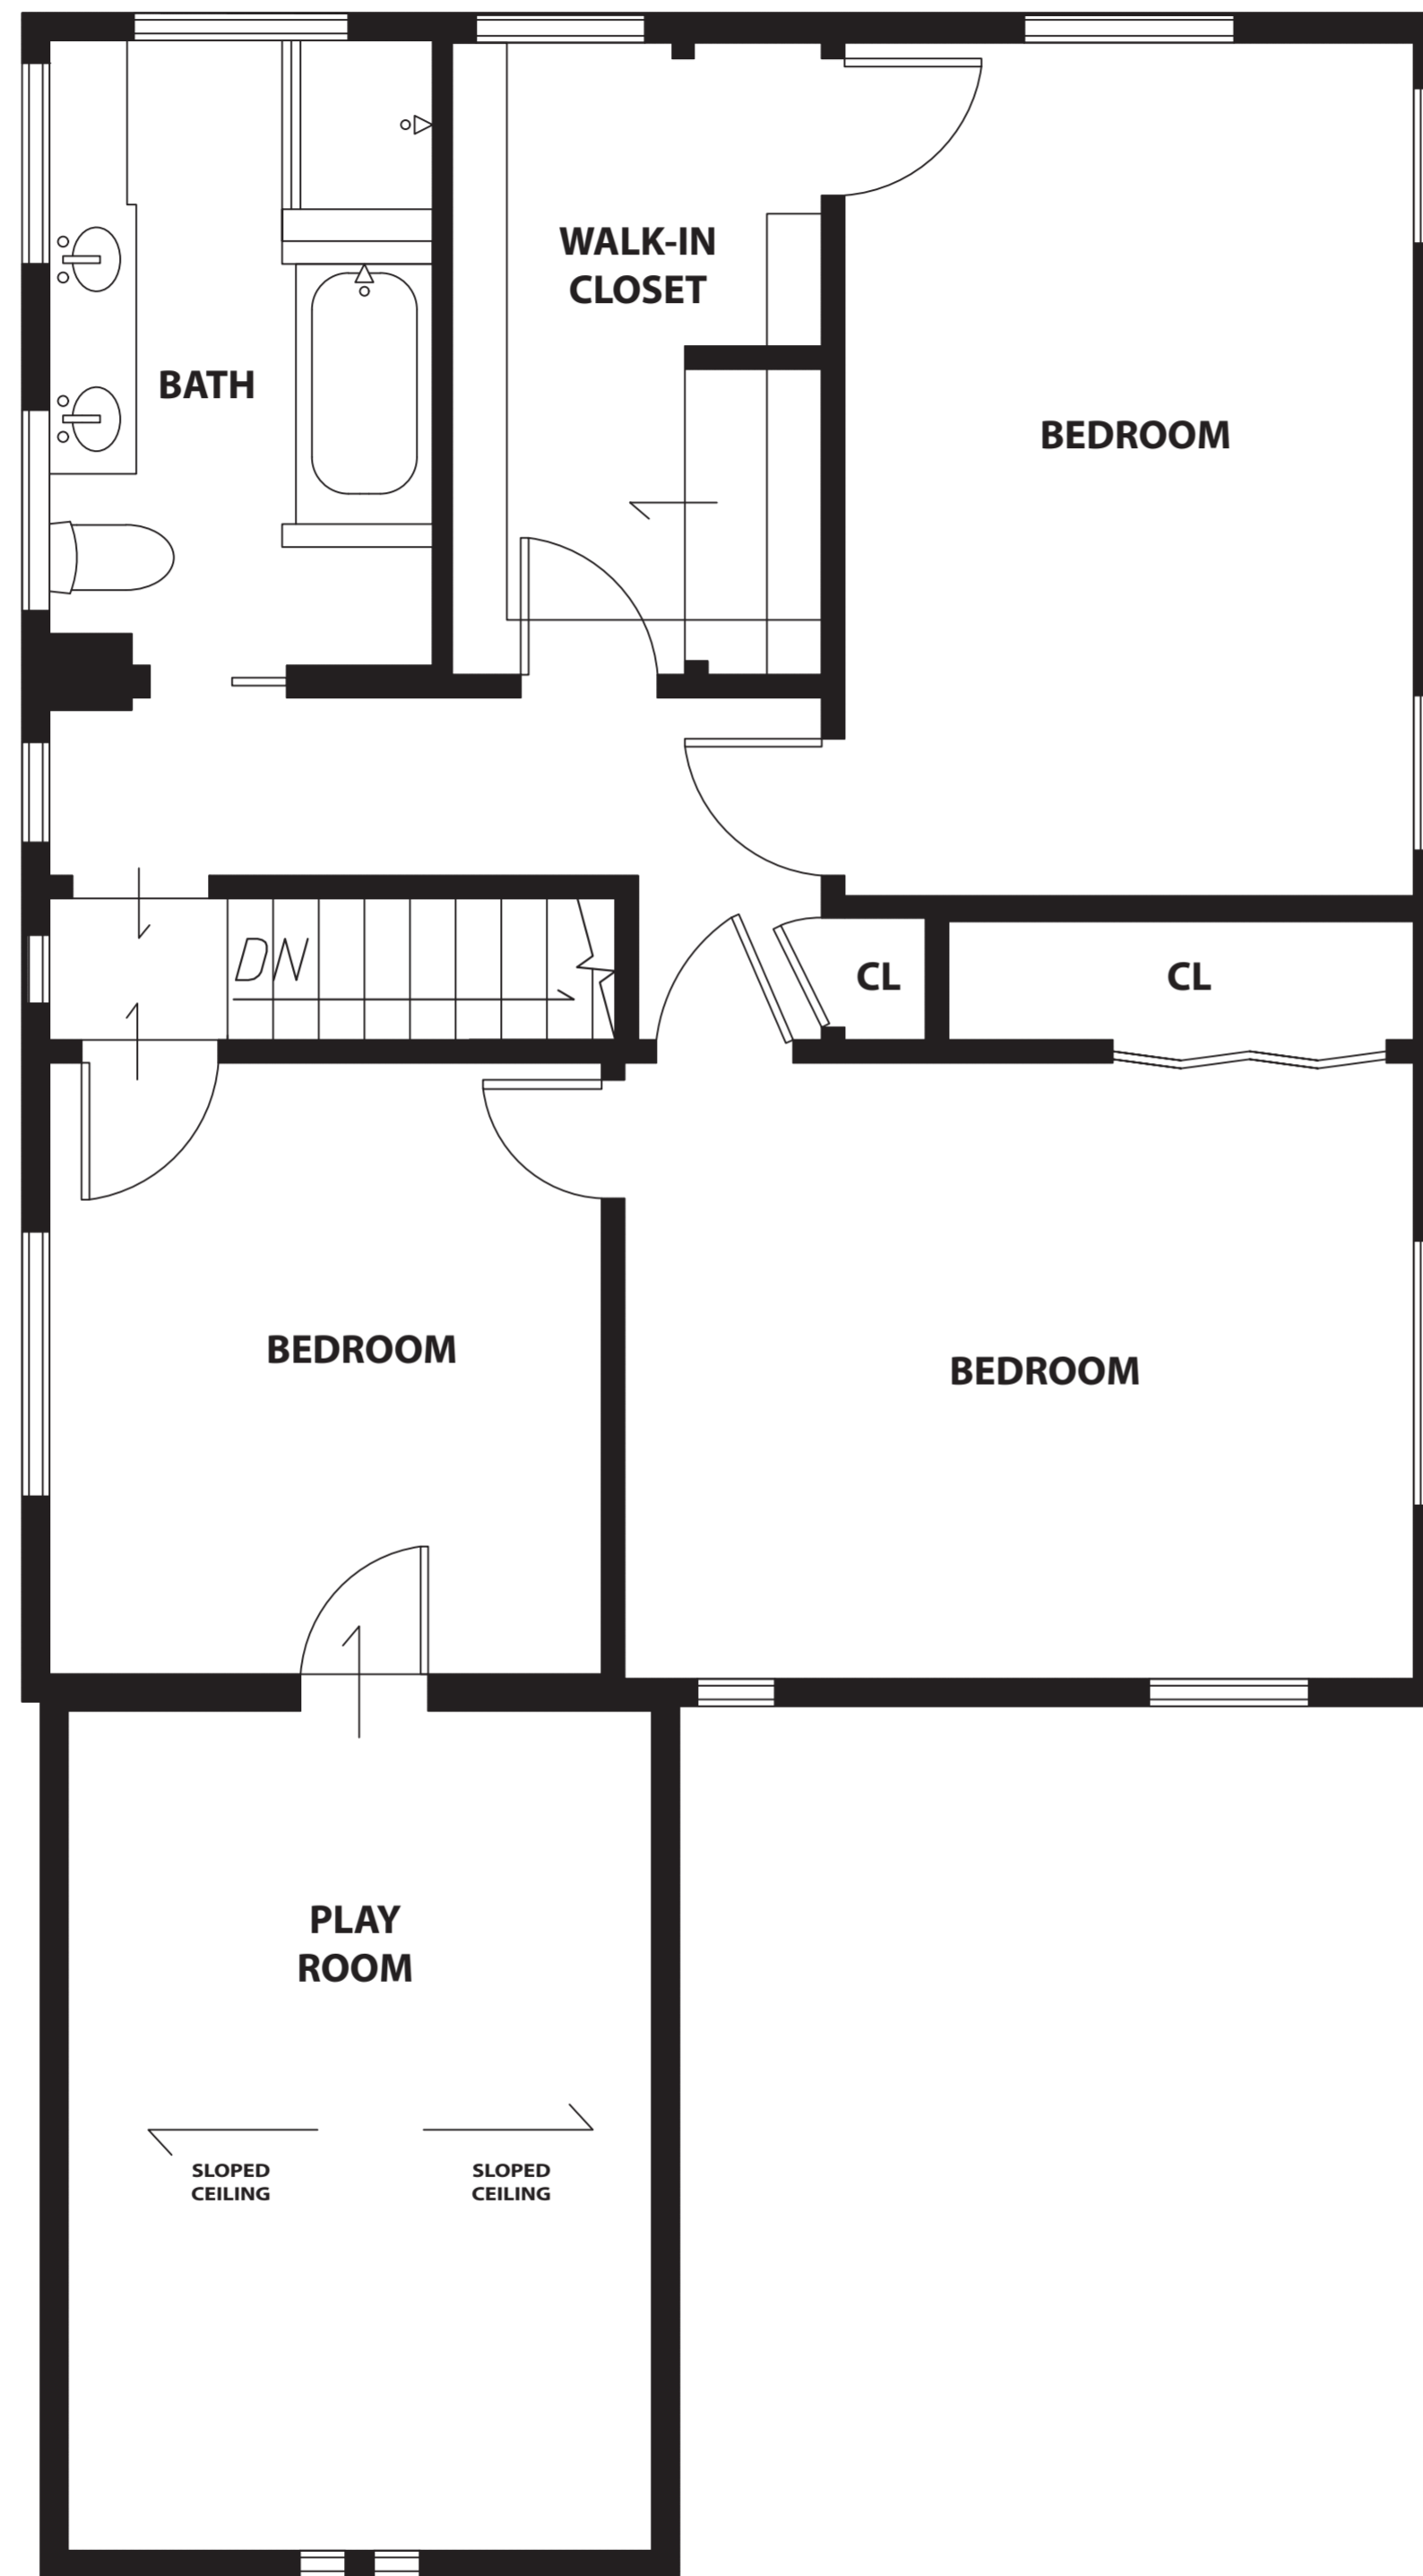 WALK-IN
CLOSET
BATH
BEDROOM
DN
CL
CL
BEDROOM
BEDROOM
PLAY
ROOM
SLOPED
CEILING
SLOPED
CEILING